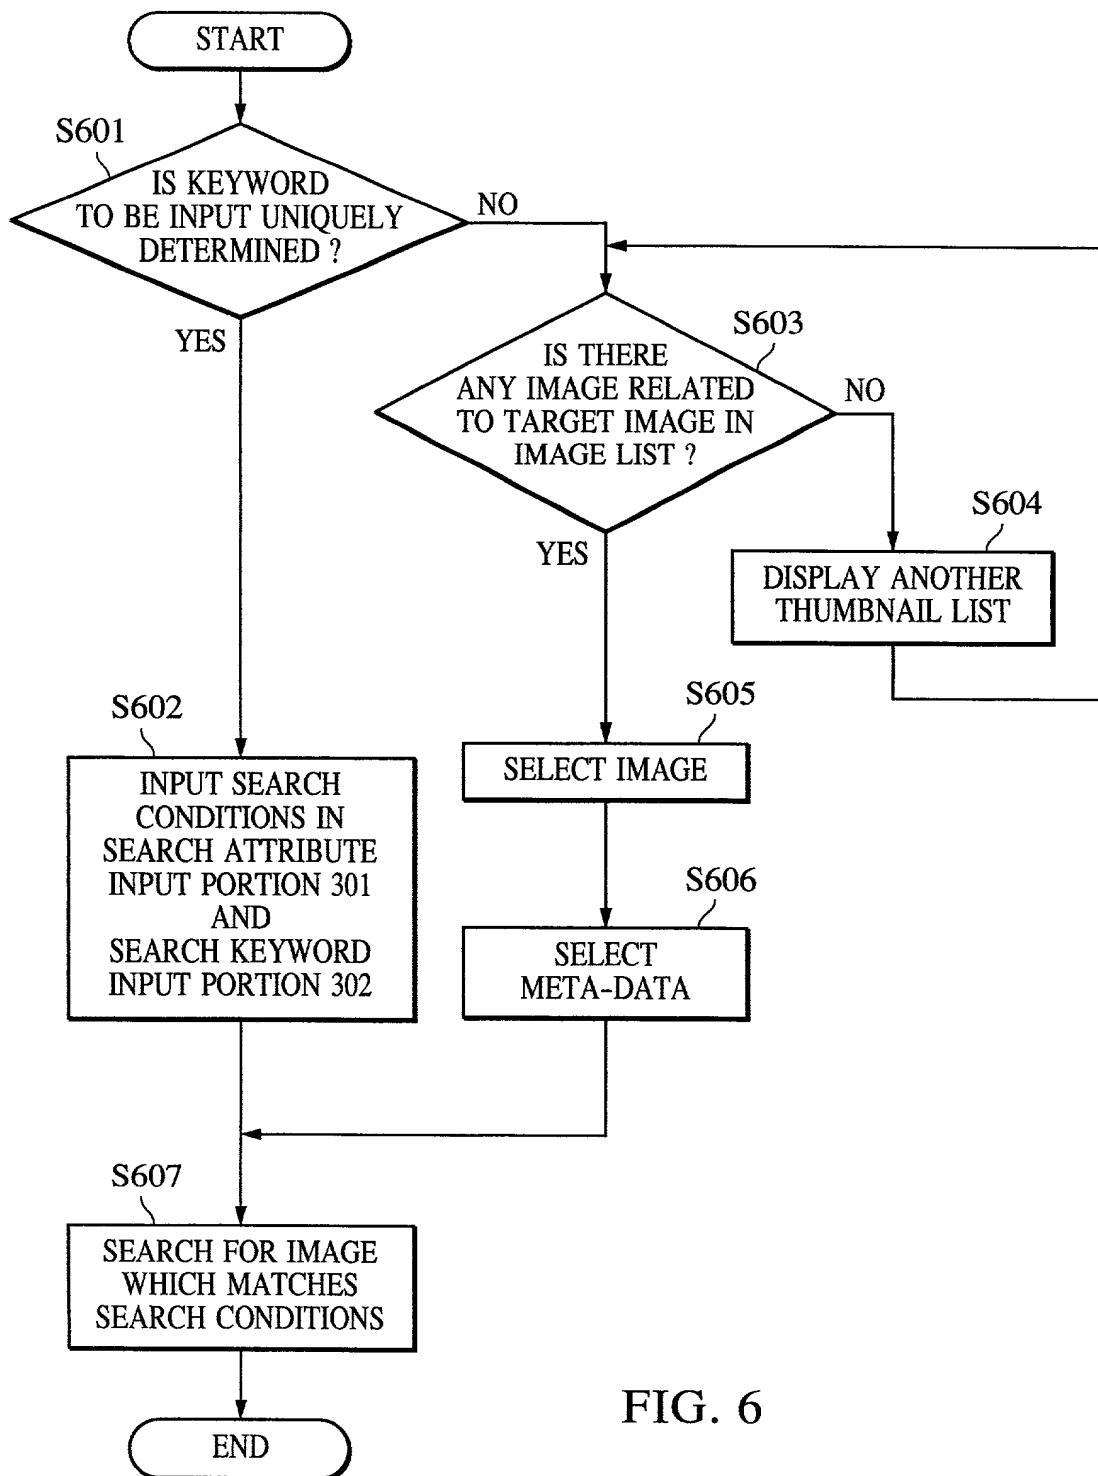 START
S601
IS KEYWORD
TO BE INPUT UNIQUELY
DETERMINED ?
NO
YES
S603
IS THERE
ANY IMAGE RELATED
TO TARGET IMAGE IN
IMAGE LIST ?
NO
YES
S604
DISPLAY ANOTHER
THUMBNAIL LIST
S602
INPUT SEARCH
CONDITIONS IN
SEARCH ATTRIBUTE
INPUT PORTION 301
AND
SEARCH KEYWORD
INPUT PORTION 302
S605
SELECT IMAGE
S606
SELECT
META-DATA
S607
SEARCH FOR IMAGE
WHICH MATCHES
SEARCH CONDITIONS
END
FIG. 6